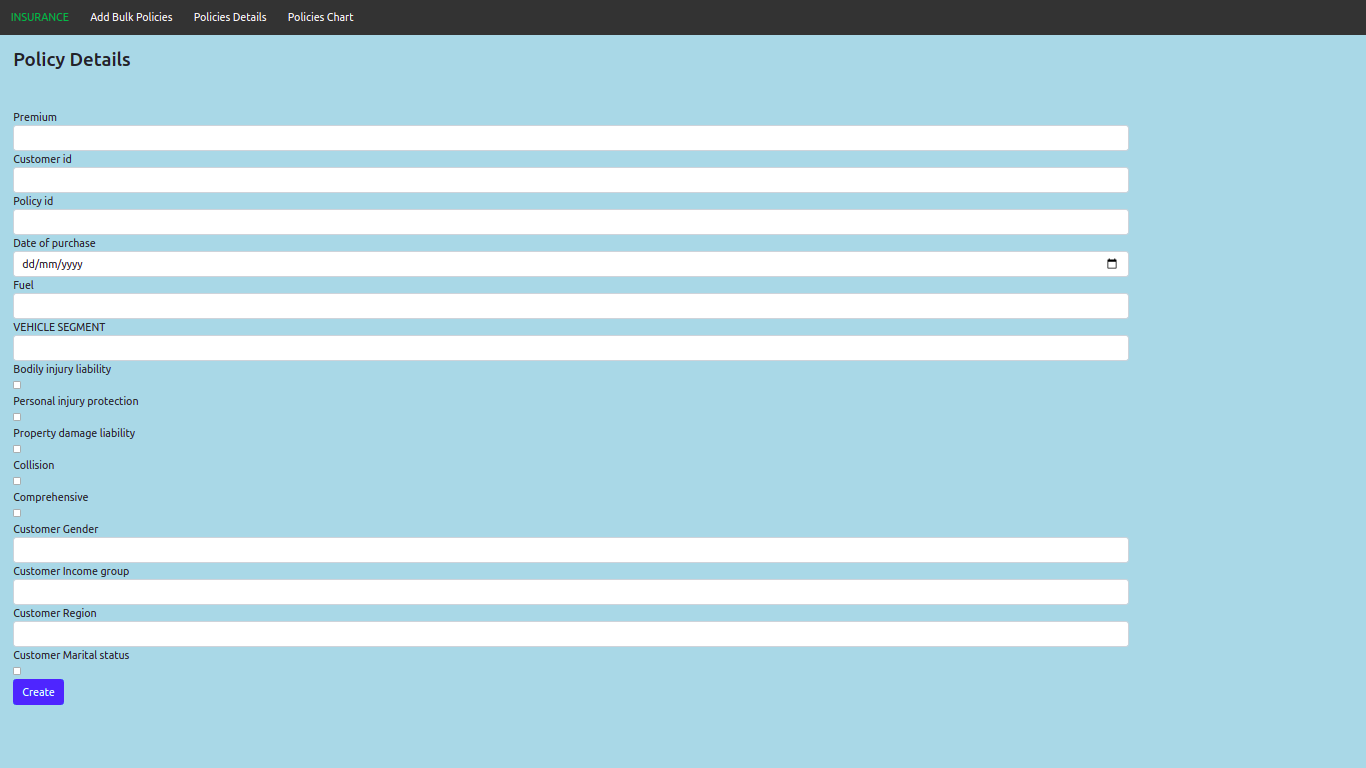 INSURANCE Add Bulk Policies Policies Details Policies Chart
Policy Details
Premium
Customer id
Policy id
Date of purchase
dd/mm/yyyy
Fuel
VEHICLE SEGMENT
Bodily injury liability
Personal injury protection
Property damage liability
Collision
Comprehensive
Customer Gender
Customer Income group
Customer Region
Customer Marital status
Create